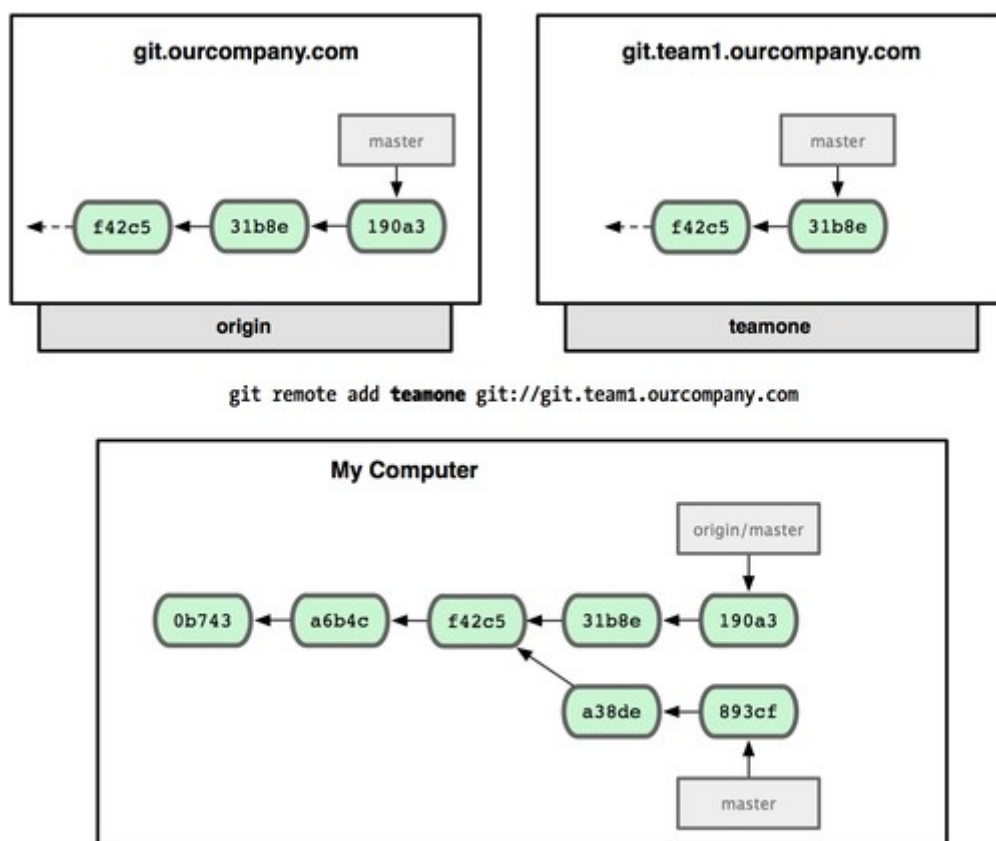 git.ourcompany.com
master
f42c5
31b8e
190a3
origin
git.team1.ourcompany.com
master
f42c5
31b8e
teamone
git remote add teamone git://git.team1.ourcompany.com
My Computer
origin/master
0b743
a6b4c
f42c5
31b8e
190a3
a38de
893cf
master